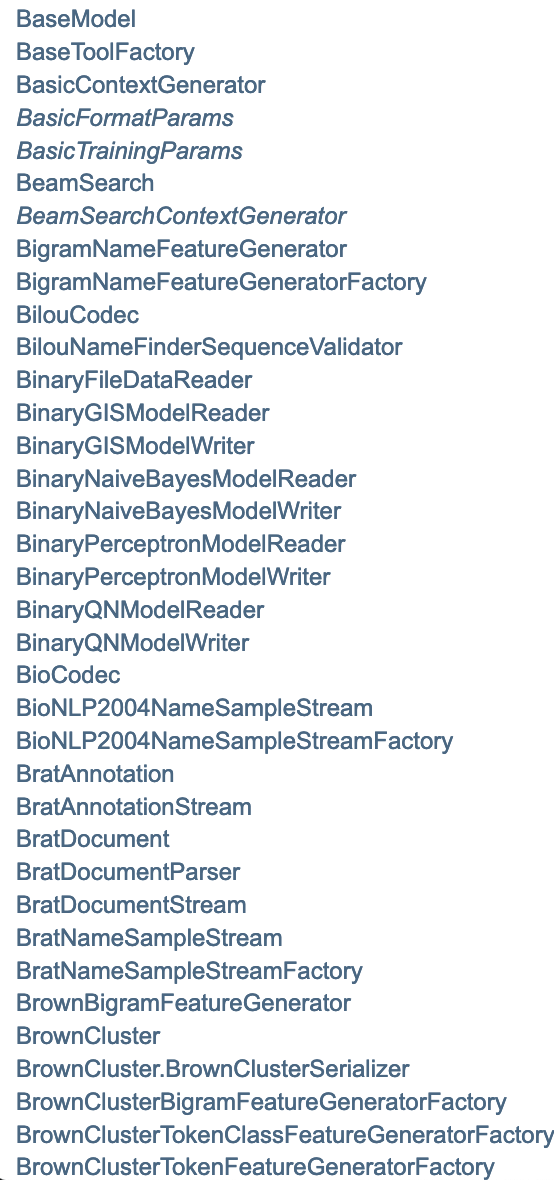 BaseModel
BaseToolFactory
BasicContextGenerator
BasicFormatParams
BasicTrainingParams
BeamSearch
BeamSearchContextGenerator
BigramNameFeatureGenerator
BigramNameFeatureGeneratorFactory
BilouCodec
BilouNameFinderSequenceValidator
BinaryFileDataReader
BinaryGISModelReader
BinaryGISModelWriter
BinaryNaiveBayesModelReader
BinaryNaiveBayesModelWriter
BinaryPerceptronModelReader
BinaryPerceptronModelWriter
BinaryQNModelReader
BinaryQNModelWriter
BioCodec
BioNLP2004NameSampleStream
BioNLP2004NameSampleStreamFactory
BratAnnotation
BratAnnotationStream
BratDocument
BratDocumentParser
BratDocumentStream
BratNameSampleStream
BratNameSampleStreamFactory
BrownBigramFeatureGenerator
BrownCluster
BrownCluster.BrownClusterSerializer
BrownClusterBigramFeatureGeneratorFactory
BrownClusterTokenClassFeatureGeneratorFactory
BrownClusterTokenFeatureGeneratorFactory